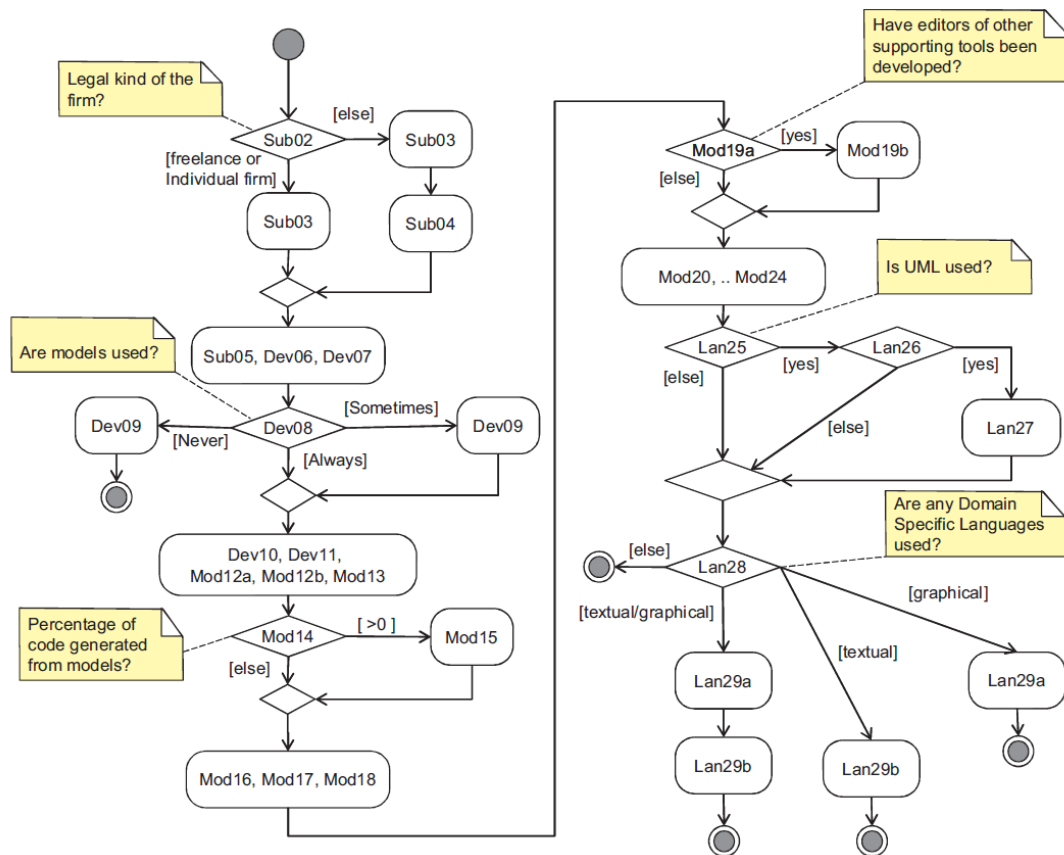 Legal kind of the
firm?
Sub02
[else]
Sub03
[freelance or
Individual firm]
Sub03
Sub04
Sub05, Dev06, Dev07
Are models used?
Dev08
[Sometimes]
Dev09
[Never]
Dev09
[Always]
Dev10, Dev11,
Mod12a, Mod12b, Mod13
Percentage of
code generated
from models?
Mod14
[ >0 ]
Mod15
[else]
Mod16, Mod17, Mod18
Have editors of other
supporting tools been
developed?
Mod19a
[yes]
Mod19b
[else]
Mod20, .. Mod24
Is UML used?
Lan25
[yes]
Lan26
[yes]
[else]
[else]
Lan27
Are any Domain
Specific Languages
used?
[else]
Lan28
[textual/graphical]
[graphical]
[textual]
Lan29a
Lan29a
Lan29b
Lan29b